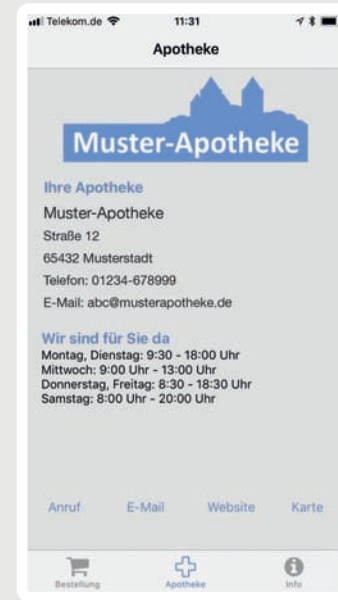 Telekom.de 11:31
Apotheke
Muster-Apotheke
Ihre Apotheke
Muster-Apotheke
Straße 12
65432 Musterstadt
Telefon: 01234-678999
E-Mail: abc@musterapotheke.de
Wir sind für Sie da
Montag, Dienstag: 9:30 - 18:00 Uhr
Mittwoch: 9:00 Uhr - 13:00 Uhr
Donnerstag, Freitag: 8:30 - 18:30 Uhr
Samstag: 8:00 Uhr - 20:00 Uhr
Anruf E-Mail Website Karte
Bestellung Apotheke Info